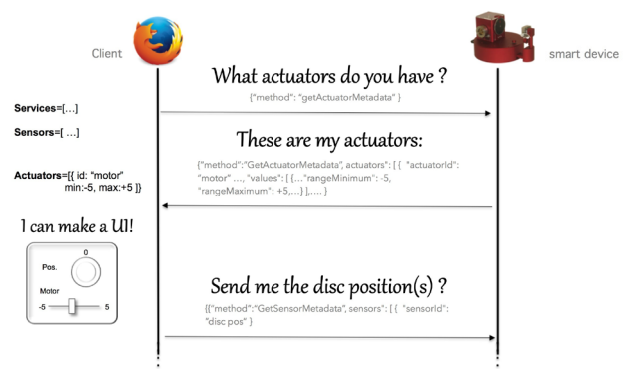 Client
smart device
What actuators do you have ?
{"method": "getActuatorMetadata" }
Services=[…]
Sensors=[ …]
These are my actuators:
{"method":"GetActuatorMetadata", actuators": [ { "actuatorId":
"motor" …, "values": [ {…"rangeMinimum": -5,
"rangeMaximum": +5,…} ],…. }
Actuators=[{ id: "motor"
min:-5, max:+5 ]}
I can make a UI!
0
Pos.
Motor
-5
5
Send me the disc position(s) ?
{{"method":"GetSensorMetadata", sensors": [ { "sensorId":
"disc pos" }